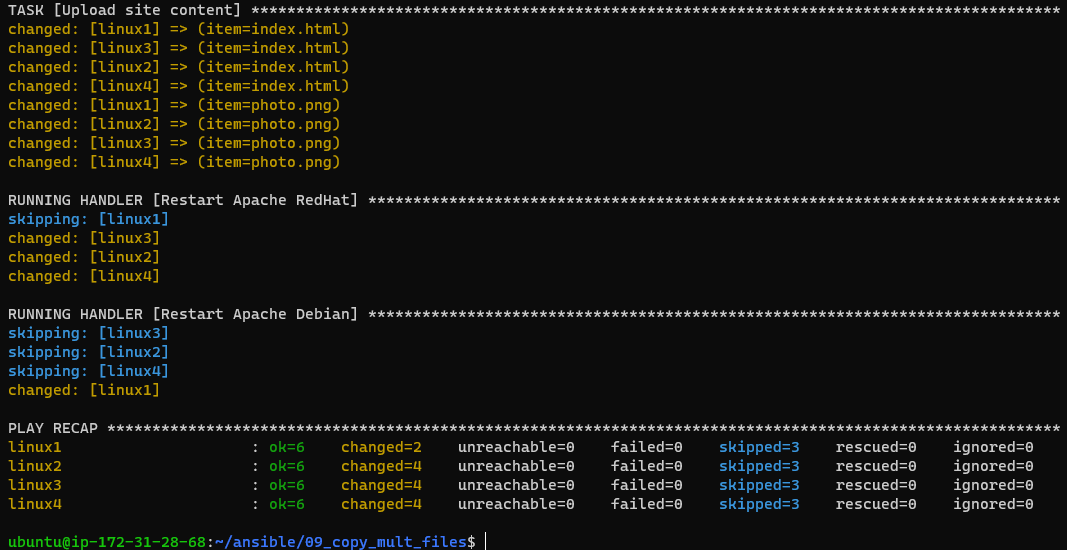 TASK [Upload site content] ******************************************************************************************
changed: [linux1] => (item=index.html)
changed: [linux3] => (item=index.html)
changed: [linux2] => (item=index.html)
changed: [linux4] => (item=index.html)
changed: [linux1] => (item=photo.png)
changed: [linux2] => (item=photo.png)
changed: [linux3] => (item=photo.png)
changed: [linux4] => (item=photo.png)
RUNNING HANDLER [Restart Apache RedHat] *****************************************************************************
skipping: [linux1]
changed: [linux3]
changed: [linux2]
changed: [linux4]
RUNNING HANDLER [Restart Apache Debian] *****************************************************************************
skipping: [linux3]
skipping: [linux2]
skipping: [linux4]
changed: [linux1]
PLAY RECAP **********************************************************************************************************
linux1                     : ok=6    changed=2    unreachable=0    failed=0    skipped=3    rescued=0    ignored=0
linux2                     : ok=6    changed=4    unreachable=0    failed=0    skipped=3    rescued=0    ignored=0
linux3                     : ok=6    changed=4    unreachable=0    failed=0    skipped=3    rescued=0    ignored=0
linux4                     : ok=6    changed=4    unreachable=0    failed=0    skipped=3    rescued=0    ignored=0
ubuntu@ip-172-31-28-68:~/ansible/09_copy_mult_files$